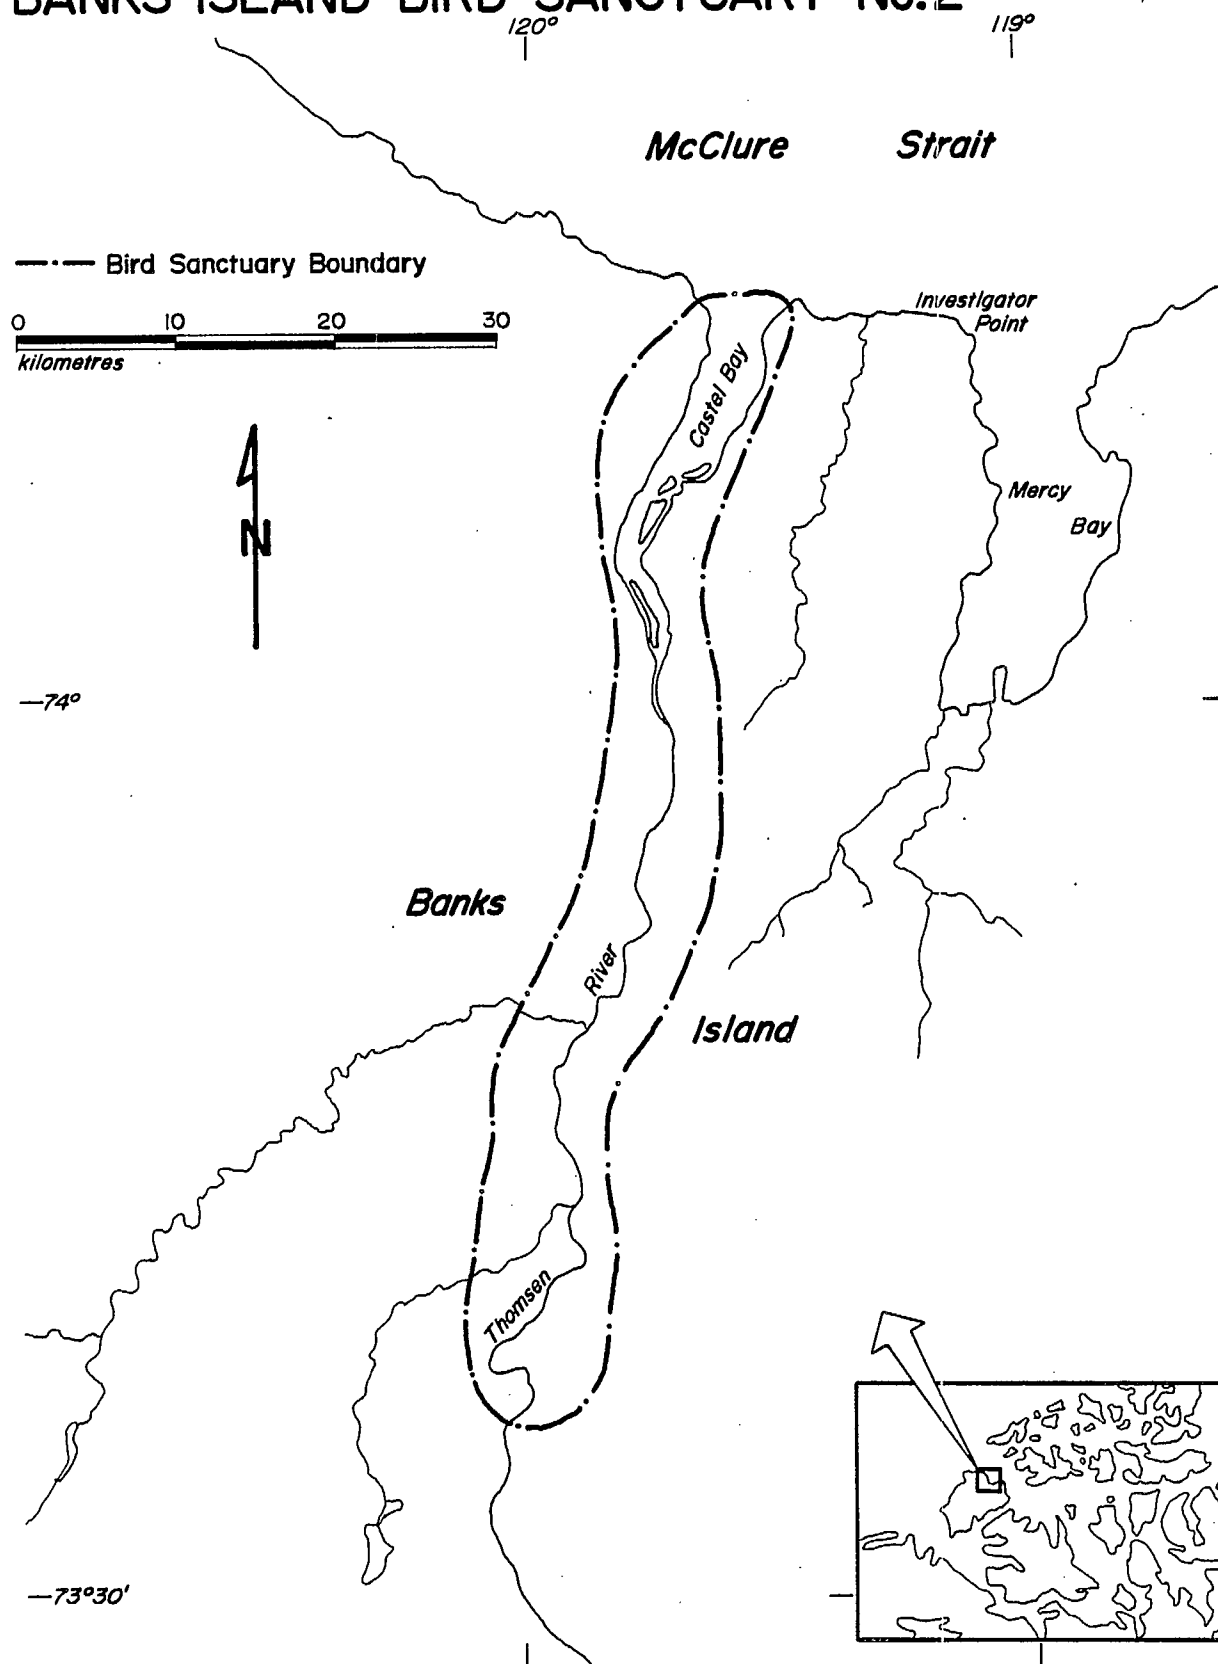 BANKS ISLAND BIRD SANCTUARY No. 2
120°
119°
McClure Strait
Bird Sanctuary Boundary
Investigator
Point
0 10 20 30
kilometres
Castel Bay
N
Mercy
Bay
—74°
Banks
River
Island
Thomsen
—73°30'